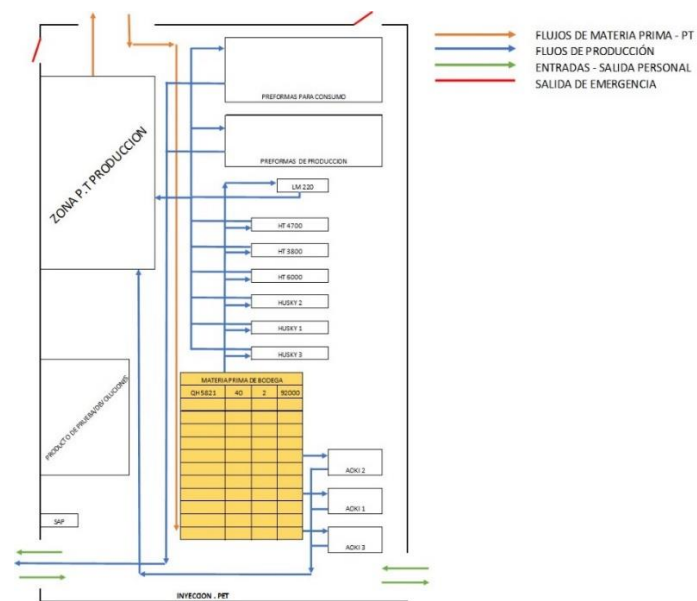 FLUJOS DE MATERIA PRIMA - PT
FLUOS DE PRODUCCIÓN
ENTRADAS - SALIDA PERSONAL
SALIDA DE EMERGENCIA
PREFORMAS PARA CONSUMO
PREFORMAS DE PRODUCCION
ZONA P.T PRODUCCION
LM 220
HT 4700
HT 3800
HT 6000
HUSKY 2
HUSKY 1
HUSKY 3
MATERIA PRIMA DE BODEGA
QH5821 40 2 92000
PRODUCTO DE PRUEBA/DEVOLUCIONES
AOKI 2
AOKI 1
AOKI 3
SAP
INYECCION . PET